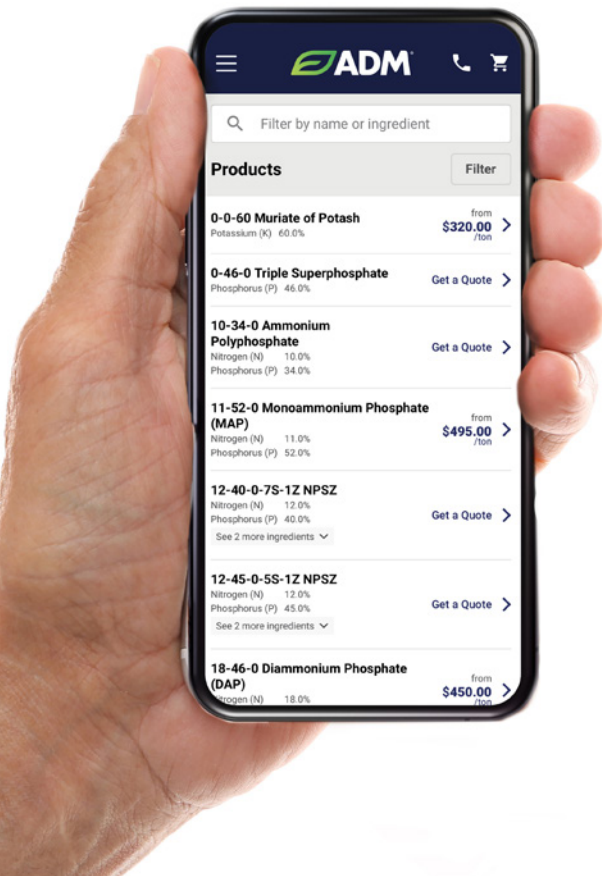 ADM
Filter by name or ingredient
Products
Filter
0-0-60 Muriate of Potash
Potassium (K) 60.0%
from
$320.00
/ton
0-46-0 Triple Superphosphate
Phosphorus (P) 46.0%
Get a Quote
10-34-0 Ammonium
Polyphosphate
Nitrogen (N) 10.0%
Phosphorus (P) 34.0%
Get a Quote
11-52-0 Monoammonium Phosphate
(MAP)
Nitrogen (N) 11.0%
Phosphorus (P) 52.0%
from
$495.00
/ton
12-40-0-7S-1Z NPSZ
Nitrogen (N) 12.0%
Phosphorus (P) 40.0%
See 2 more ingredients
Get a Quote
12-45-0-5S-1Z NPSZ
Nitrogen (N) 12.0%
Phosphorus (P) 45.0%
See 2 more ingredients
Get a Quote
18-46-0 Diammonium Phosphate
(DAP)
Nitrogen (N) 18.0%
from
$450.00
/ton